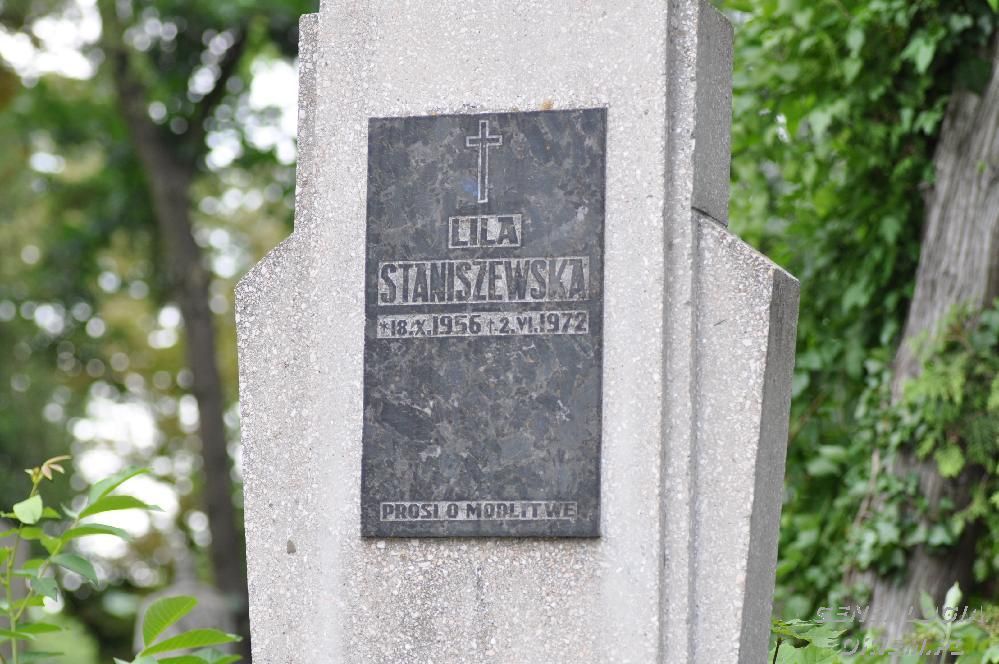 LILA
STANISZEWSKA
*18.X.1956 †2.VI.1972
PROSI O MODLITWE